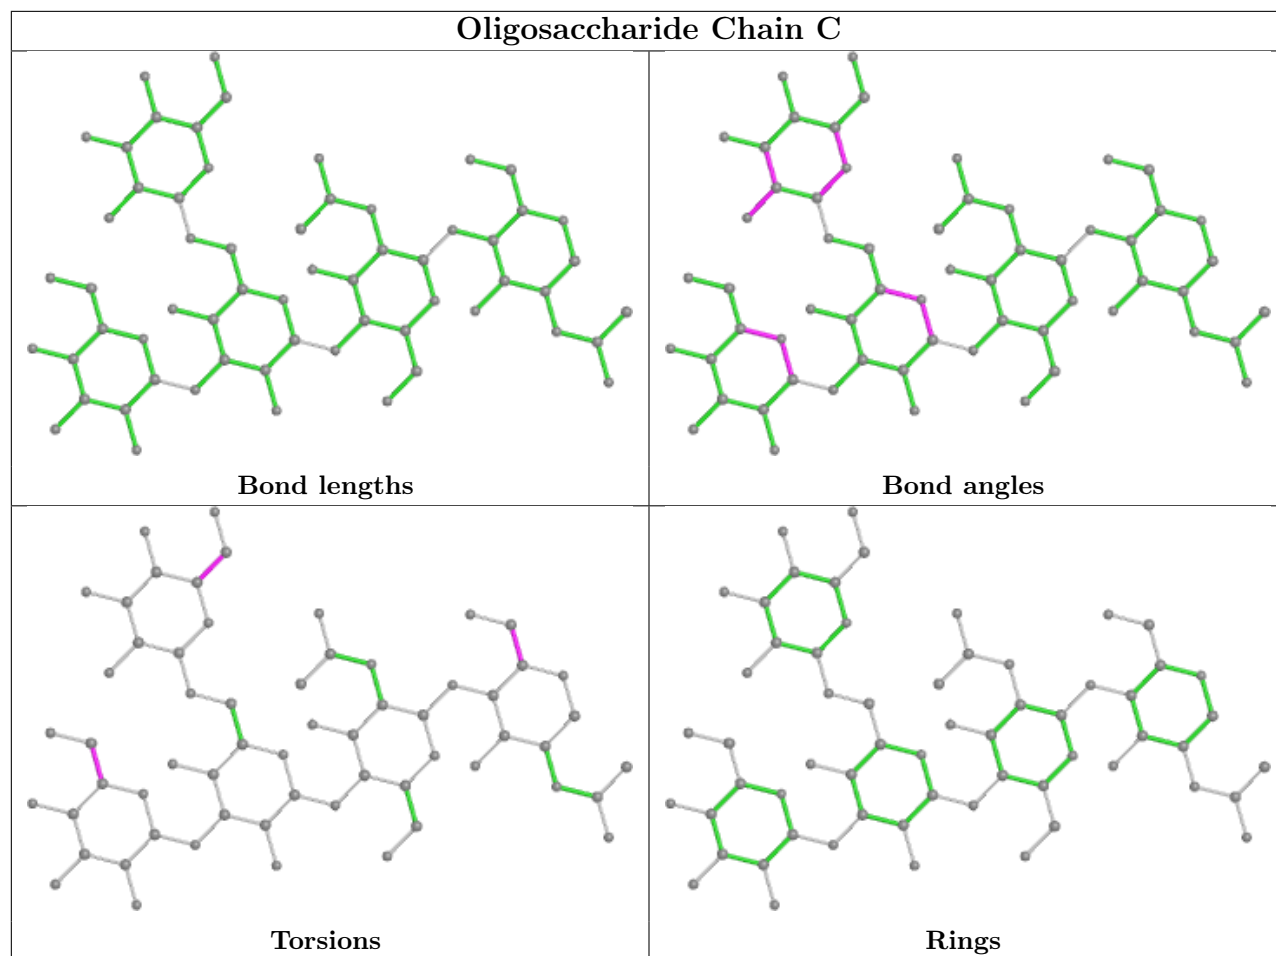 Oligosaccharide Chain C
Bond lengths
Bond angles
Torsions
Rings